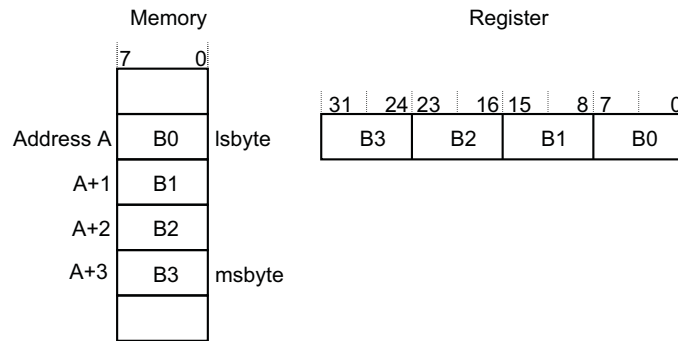 Memory
Register
7 0
31 24 23 16 15 8 7 0
Address A B0 lsbyte
B3 B2 B1 B0
A+1 B1
A+2 B2
A+3 B3 msbyte